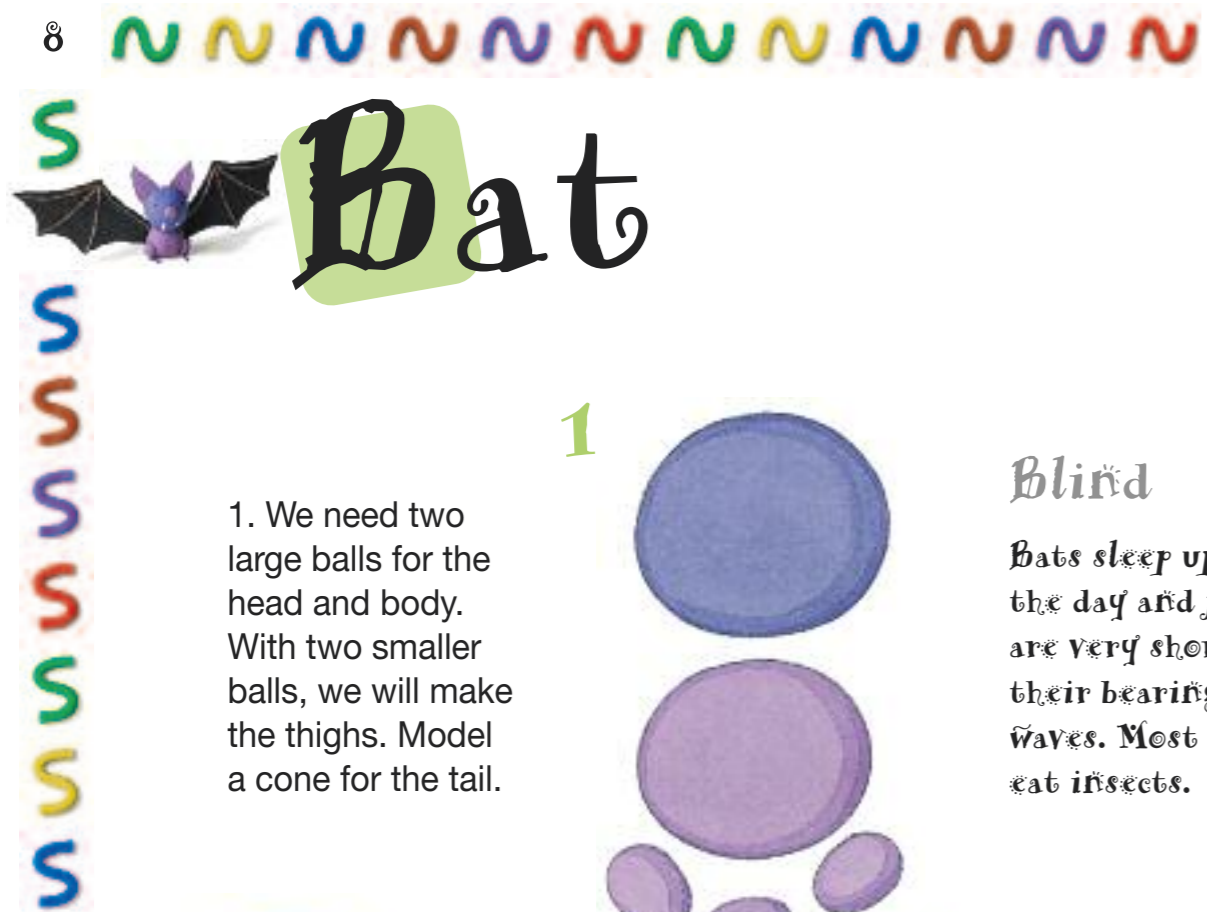 8
Bat
1
1. We need two
large balls for the
head and body.
With two smaller
balls, we will make
the thighs. Model
a cone for the tail.
Blind
Bats sleep
the day and
are very
their
waves. Most
eat insects.